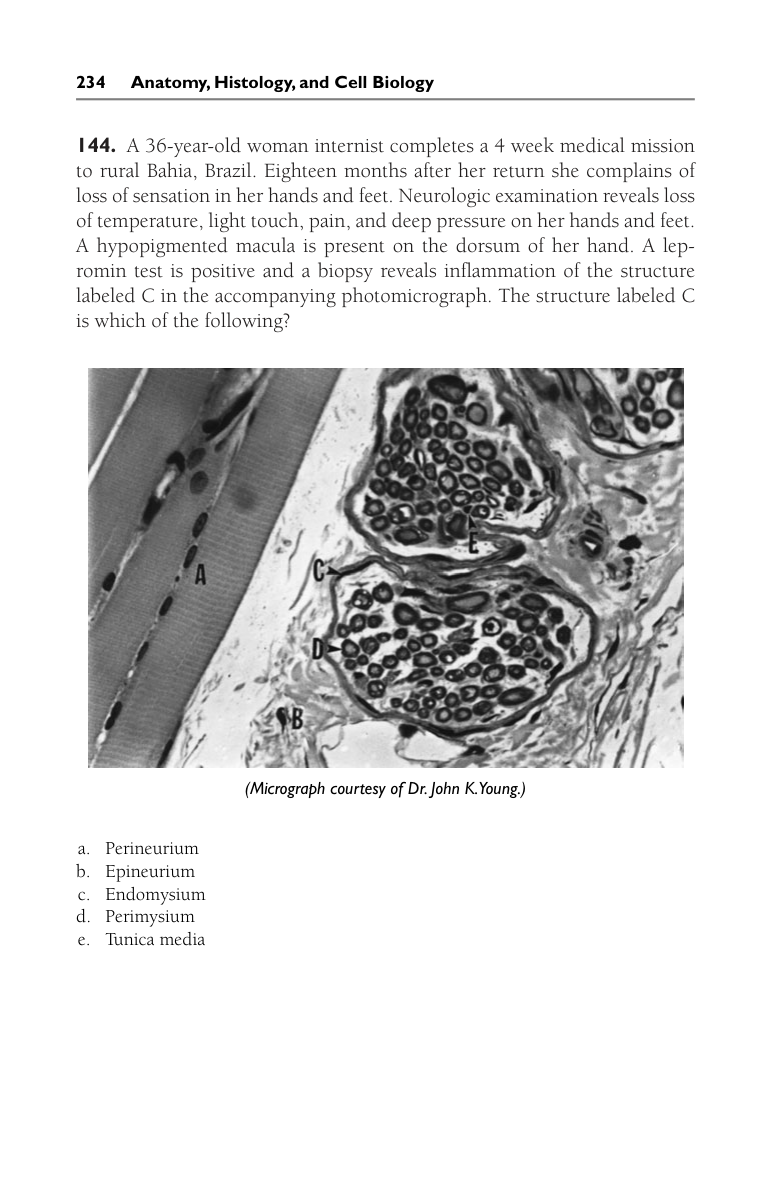 234 Anatomy, Histology, and Cell Biology
144. A 36-year-old woman internist completes a 4 week medical mission
to rural Bahia, Brazil. Eighteen months after her return she complains of
loss of sensation in her hands and feet. Neurologic examination reveals loss
of temperature, light touch, pain, and deep pressure on her hands and feet.
A hypopigmented macula is present on the dorsum of her hand. A lep-
romin test is positive and a biopsy reveals inflammation of the structure
labeled C in the accompanying photomicrograph. The structure labeled C
is which of the following?
E
C
A
D
B
(Micrograph courtesy of Dr. John K.Young.)
a. Perineurium
b. Epineurium
c. Endomysium
d. Perimysium
e. Tunica media